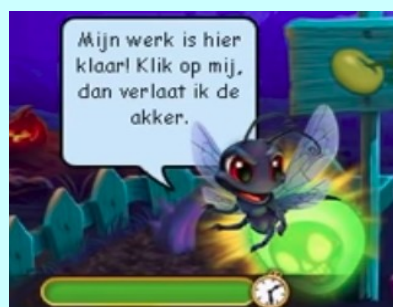 Mijn werk is hier
klaar! Klik op mij,
dan verlaat ik de
akker.